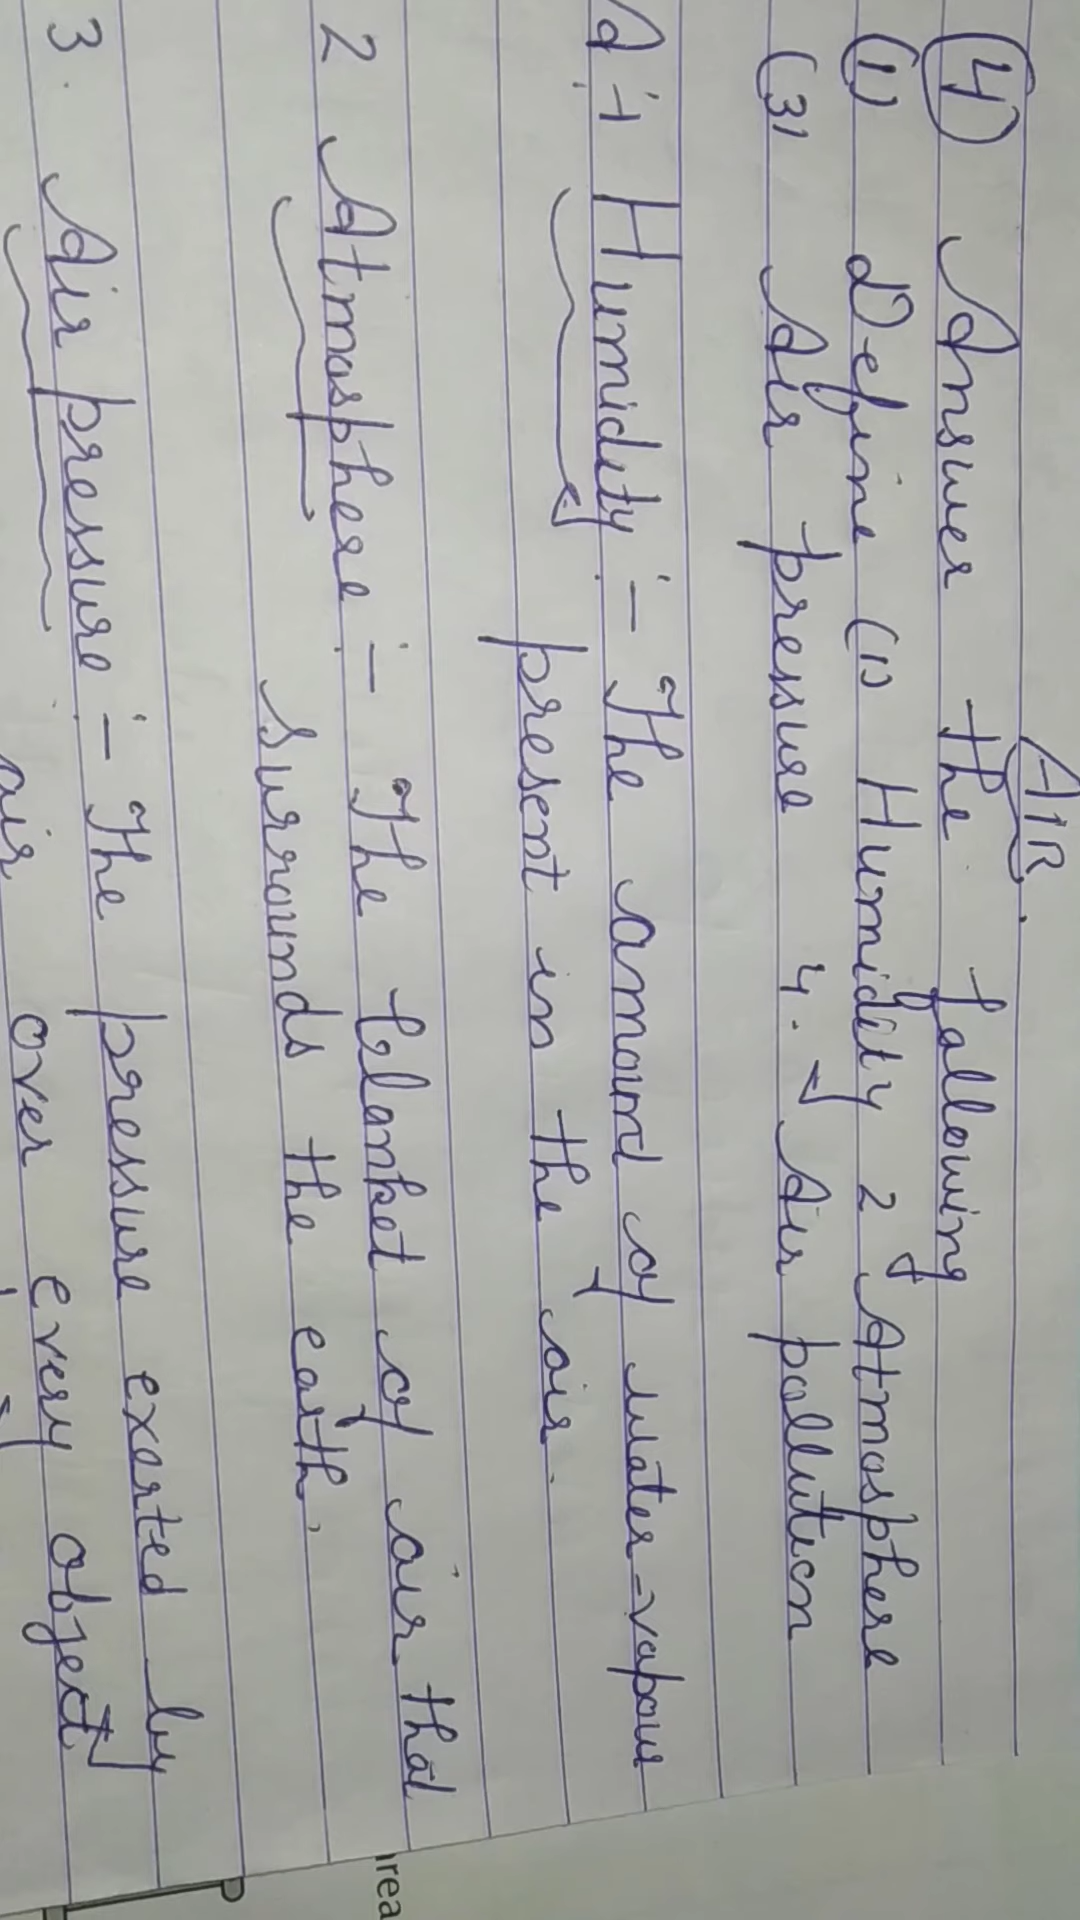 AIR
(4) Answer the following
(1) Define (1) Humidity 2 Atmosphere
(3) Air pressure 4. Air pollution
A:1 Humidity :- The amount of water-vapour
present in the air.
2 Atmosphere :- The blanket of air that
surrounds the earth.
3. Air pressure :- The pressure exerted by
air over every object
rea